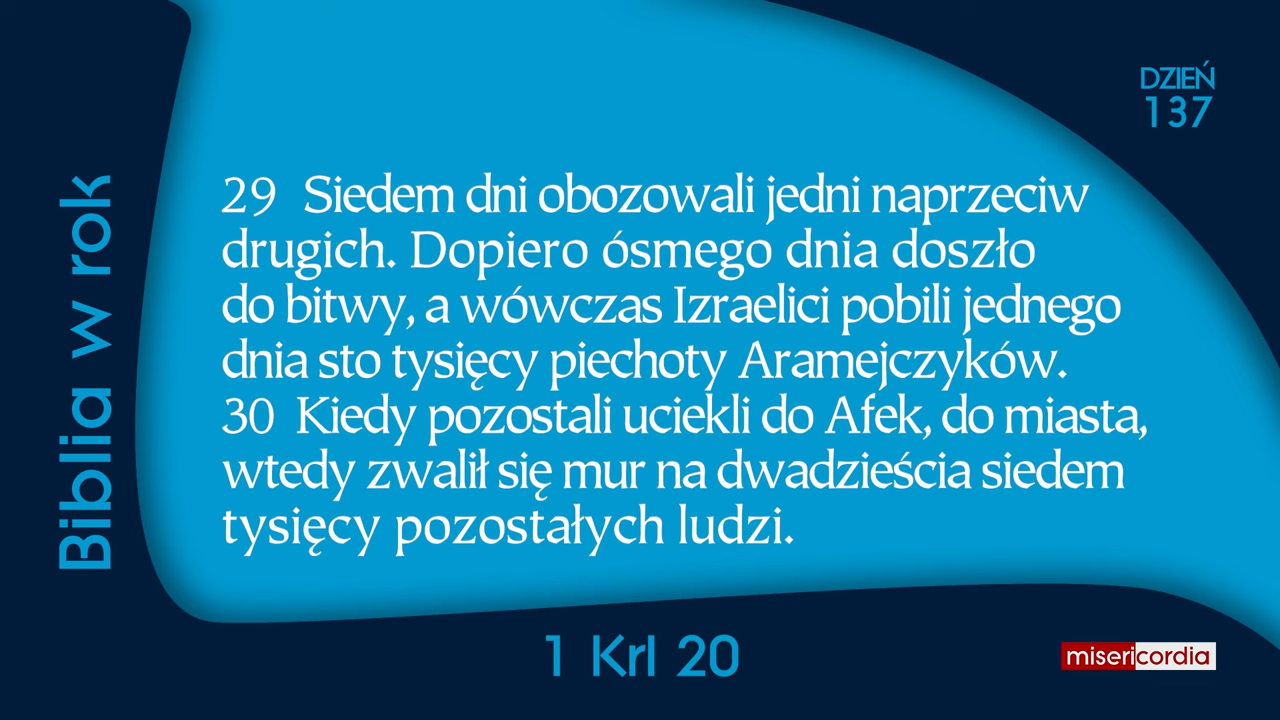 DZIEŃ
137
Biblia w rok
29 Siedem dni obozowali jedni naprzeciw
drugich. Dopiero ósmego dnia doszło
do bitwy, a wówczas Izraelici pobili jednego
dnia sto tysięcy piechoty Aramejczyków.
30 Kiedy pozostali uciekli do Afek, do miasta,
wtedy zwalił się mur na dwadzieścia siedem
tysięcy pozostałych ludzi.
1 Krl 20
misericordia